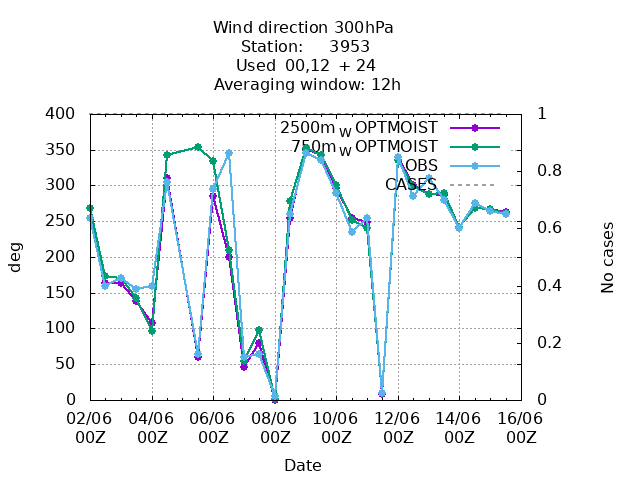 Wind direction 300hPa
Station: 3953
Used 00,12 + 24
Averaging window: 12h
400 1
2500m W OPTMOIST
350 750m W OPTMOIST
OBS 0.8
300 CASES
250
0.6
200
150
0.4
100
0.2
50
0 0
02/06 04/06 06/06 08/06 10/06 12/06 14/06 16/06
00Z 00Z 00Z 00Z 00Z 00Z 00Z 00Z
Date
deg
No cases